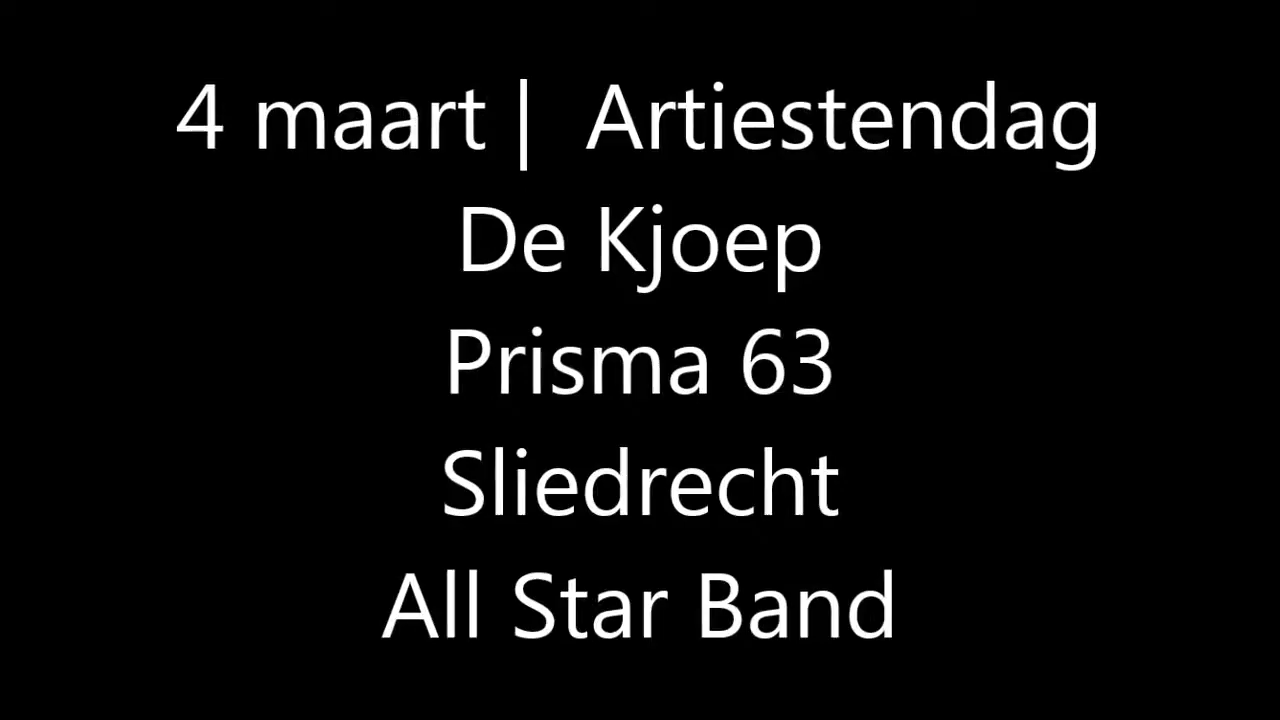 4 maart | Artiestendag
De Kjoep
Prisma 63
Sliedrecht
All Star Band